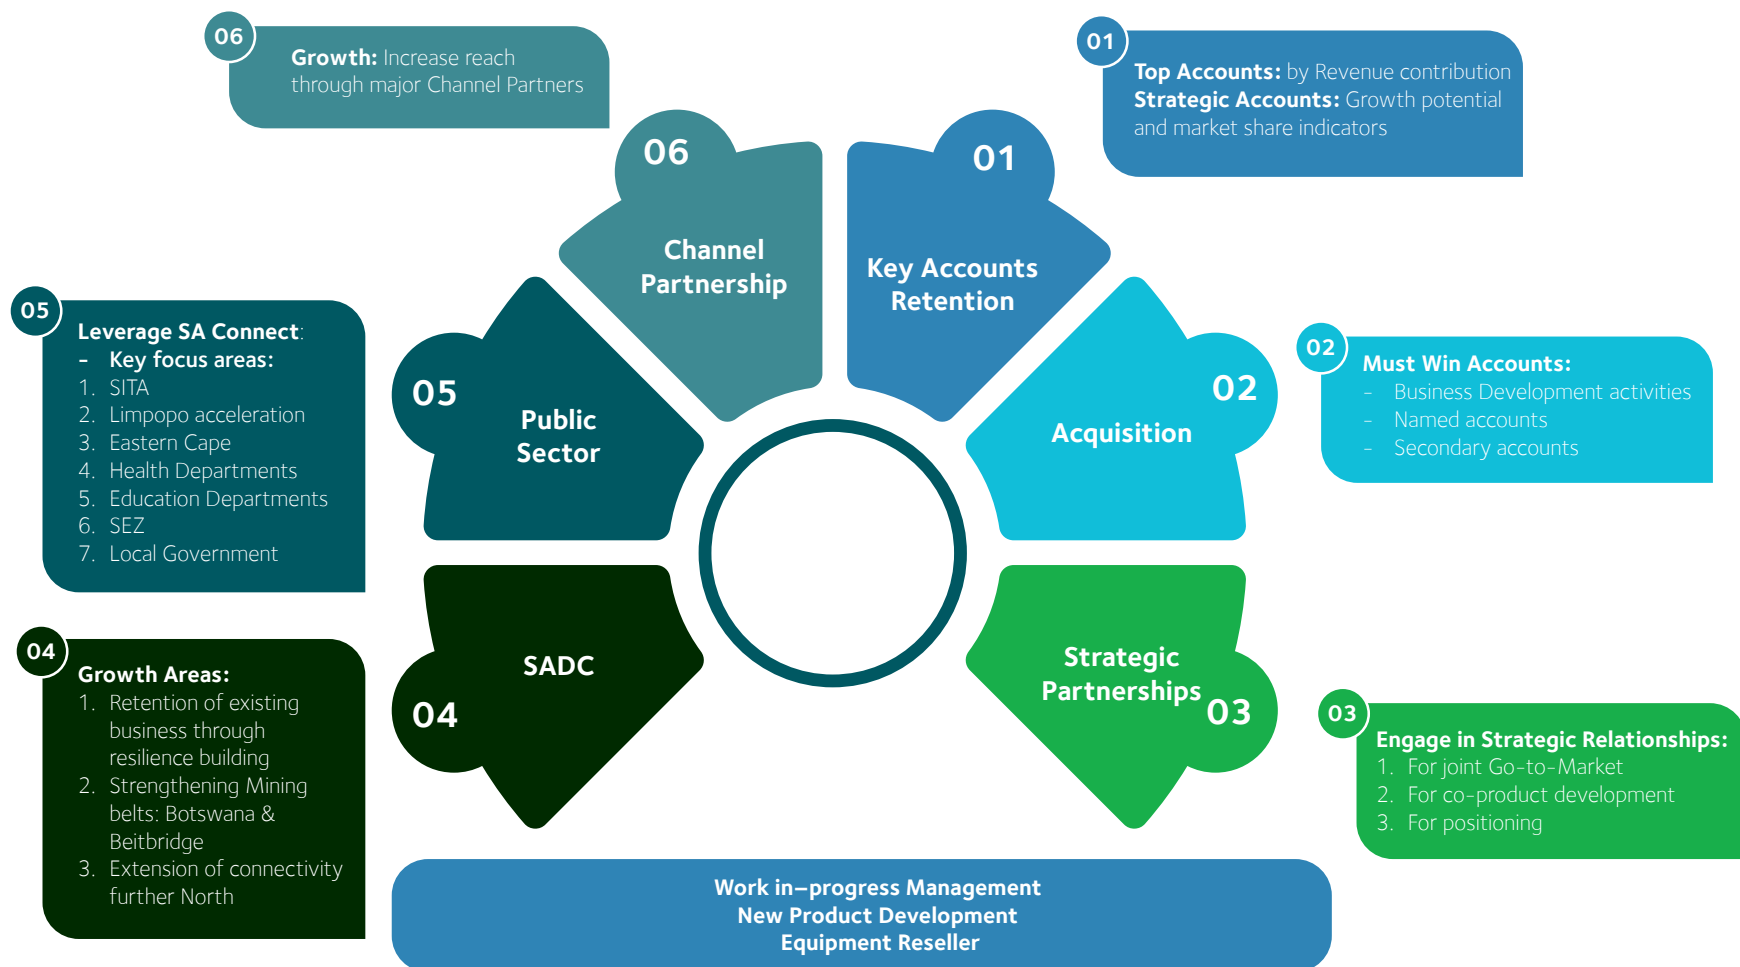 06
Growth: Increase reach
through major Channel Partners
01
Top Accounts: by Revenue contribution
Strategic Accounts: Growth potential
and market share indicators
06
Channel
Partnership
01
Key Accounts
Retention
05
Leverage SA Connect:
- Key focus areas:
1. SITA
2. Limpopo acceleration
3. Eastern Cape
4. Health Departments
5. Education Departments
6. SEZ
7. Local Government
05
Public
Sector
02
Acquisition
02
Must Win Accounts:
- Business Development activities
- Named accounts
- Secondary accounts
04
Growth Areas:
1. Retention of existing
business through
resilience building
2. Strengthening Mining
belts: Botswana &
Beitbridge
3. Extension of connectivity
further North
SADC
04
Strategic
Partnerships
03
03
Engage in Strategic Relationships:
1. For joint Go-to-Market
2. For co-product development
3. For positioning
Work in–progress Management
New Product Development
Equipment Reseller